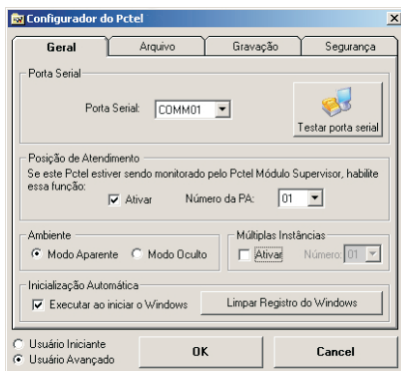 Configurador do Pctel
Geral Arquivo Gravação Segurança
Porta Serial
Porta Serial: COMM01
Testar porta serial
Posição de Atendimento
Se este Pctel estiver sendo monitorado pelo Pctel Módulo Supervisor, habilite
essa função:
Ativar Número da PA: 01
Ambiente
Modo Aparente Modo Oculto
Múltiplas Instâncias
Ativar Número: 01
Inicialização Automática
Executar ao iniciar o Windows
Limpar Registro do Windows
Usuário Iniciante
Usuário Avançado
OK
Cancel